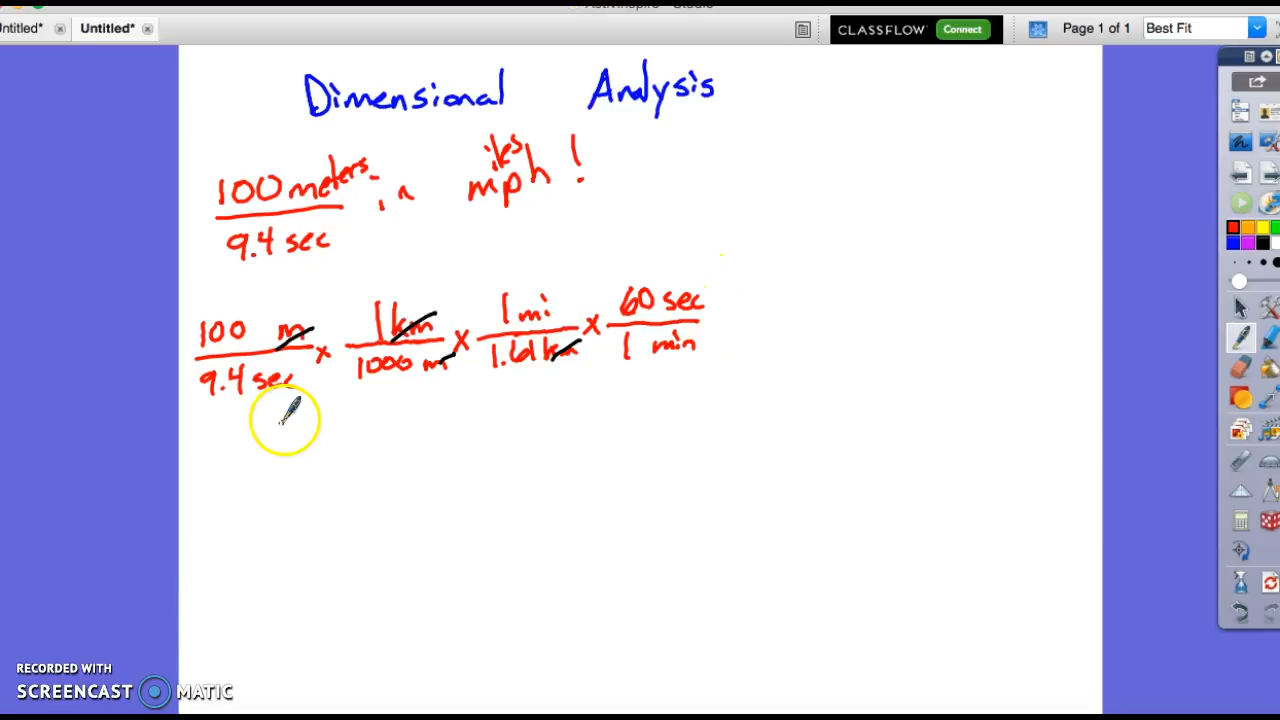 ActivInspire - Studio
Untitled*
Untitled*
CLASSFLOW Connect
Page 1 of 1
Best Fit
Dimensional Analysis
100 meters in miles mph!
9.4 sec
100 m x 1 km x 1 mi x 60 sec
9.4 sec 1000 m 1.61 km 1 min
RECORDED WITH
SCREENCAST MATIC